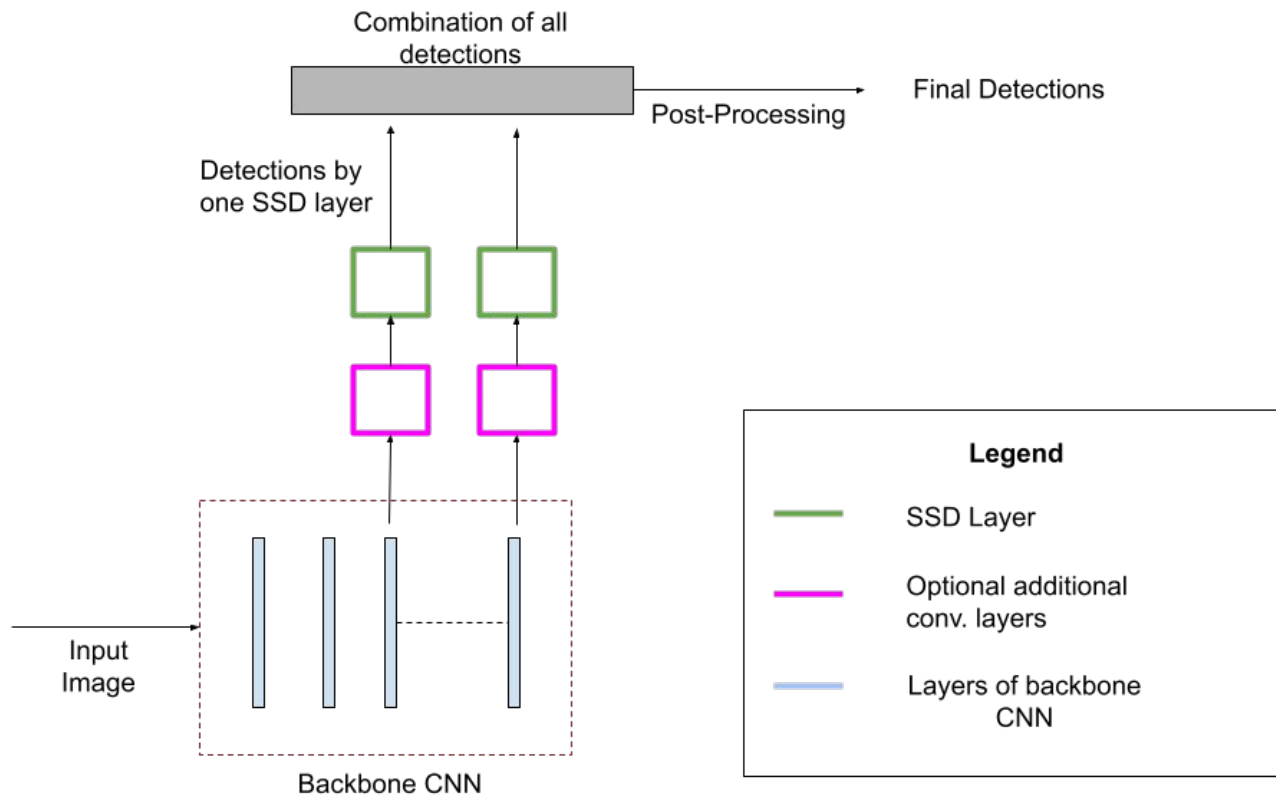 Combination of all
detections
Final Detections
Post-Processing
Detections by
one SSD layer
Legend
SSD Layer
Optional additional
conv. layers
Layers of backbone
CNN
Input
Image
Backbone CNN